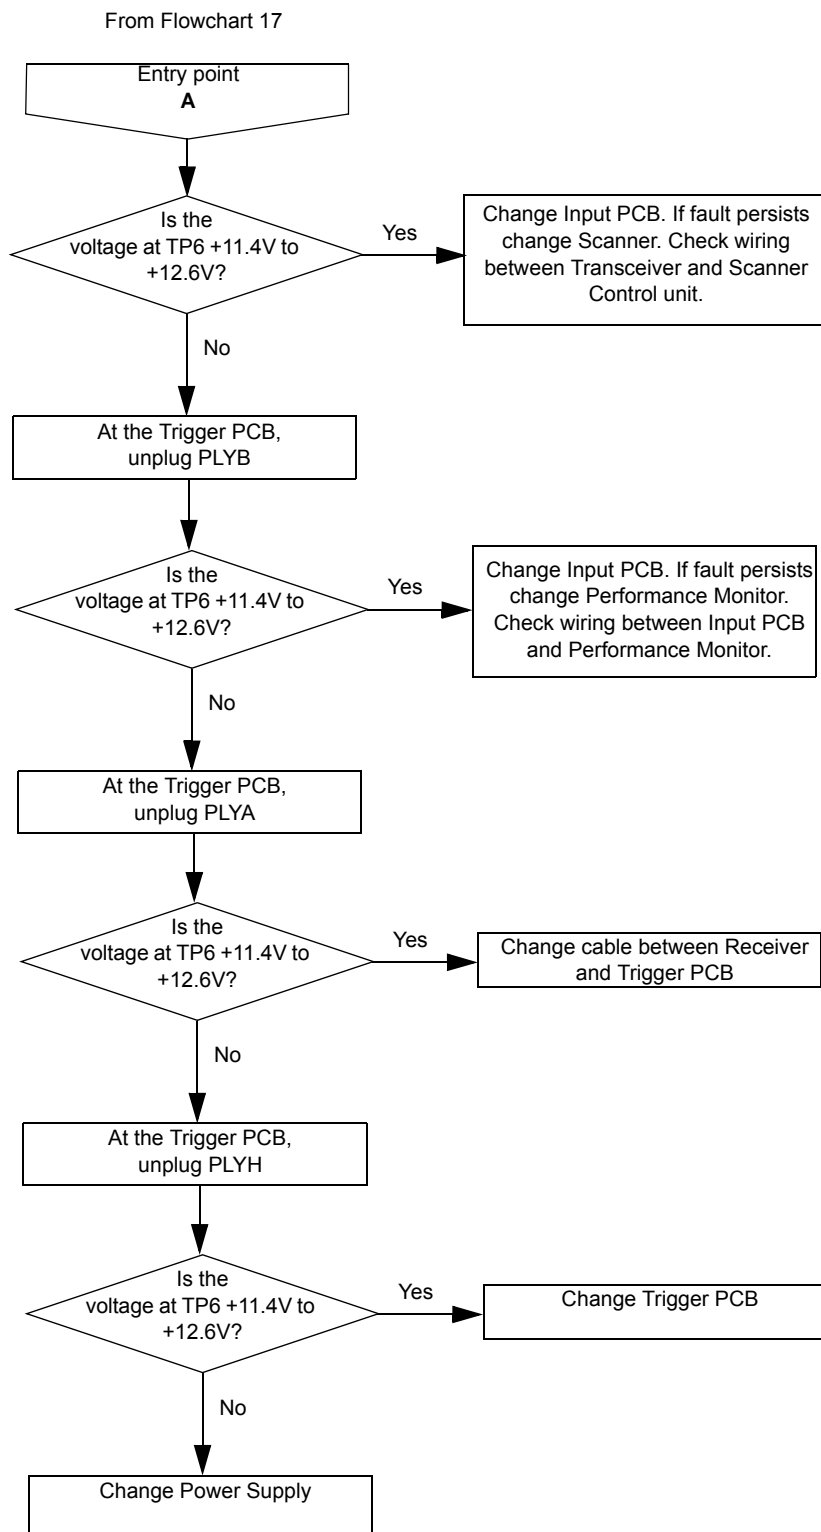 From Flowchart 17
Entry point
A
Is the
voltage at TP6 +11.4V to
+12.6V?
Yes
Change Input PCB. If fault persists
change Scanner. Check wiring
between Transceiver and Scanner
Control unit.
No
At the Trigger PCB,
unplug PLYB
Is the
voltage at TP6 +11.4V to
+12.6V?
Yes
Change Input PCB. If fault persists
change Performance Monitor.
Check wiring between Input PCB
and Performance Monitor.
No
At the Trigger PCB,
unplug PLYA
Is the
voltage at TP6 +11.4V to
+12.6V?
Yes
Change cable between Receiver
and Trigger PCB
No
At the Trigger PCB,
unplug PLYH
Is the
voltage at TP6 +11.4V to
+12.6V?
Yes
Change Trigger PCB
No
Change Power Supply